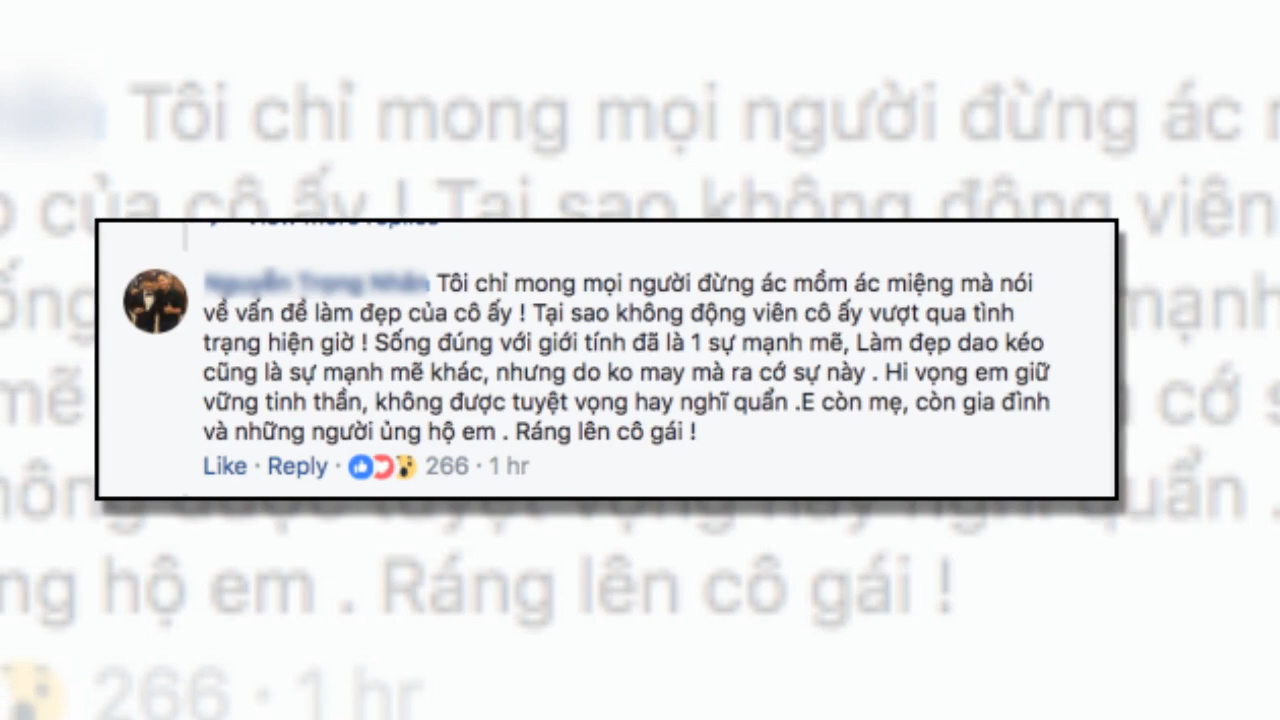 Tôi chỉ mong mọi người đừng ác mồm ác miệng mà nói
về vấn đề làm đẹp của cô ấy ! Tại sao không động viên cô ấy vượt qua tình
trạng hiện giờ ! Sống đúng với giới tính đã là 1 sự mạnh mẽ, Làm đẹp dao kéo
cũng là sự mạnh mẽ khác, nhưng do ko may mà ra cớ sự này . Hi vọng em giữ
vững tinh thần, không được tuyệt vọng hay nghĩ quẩn .E còn mẹ, còn gia đình
và những người ủng hộ em . Ráng lên cô gái !
Like · Reply · 266 · 1 hr